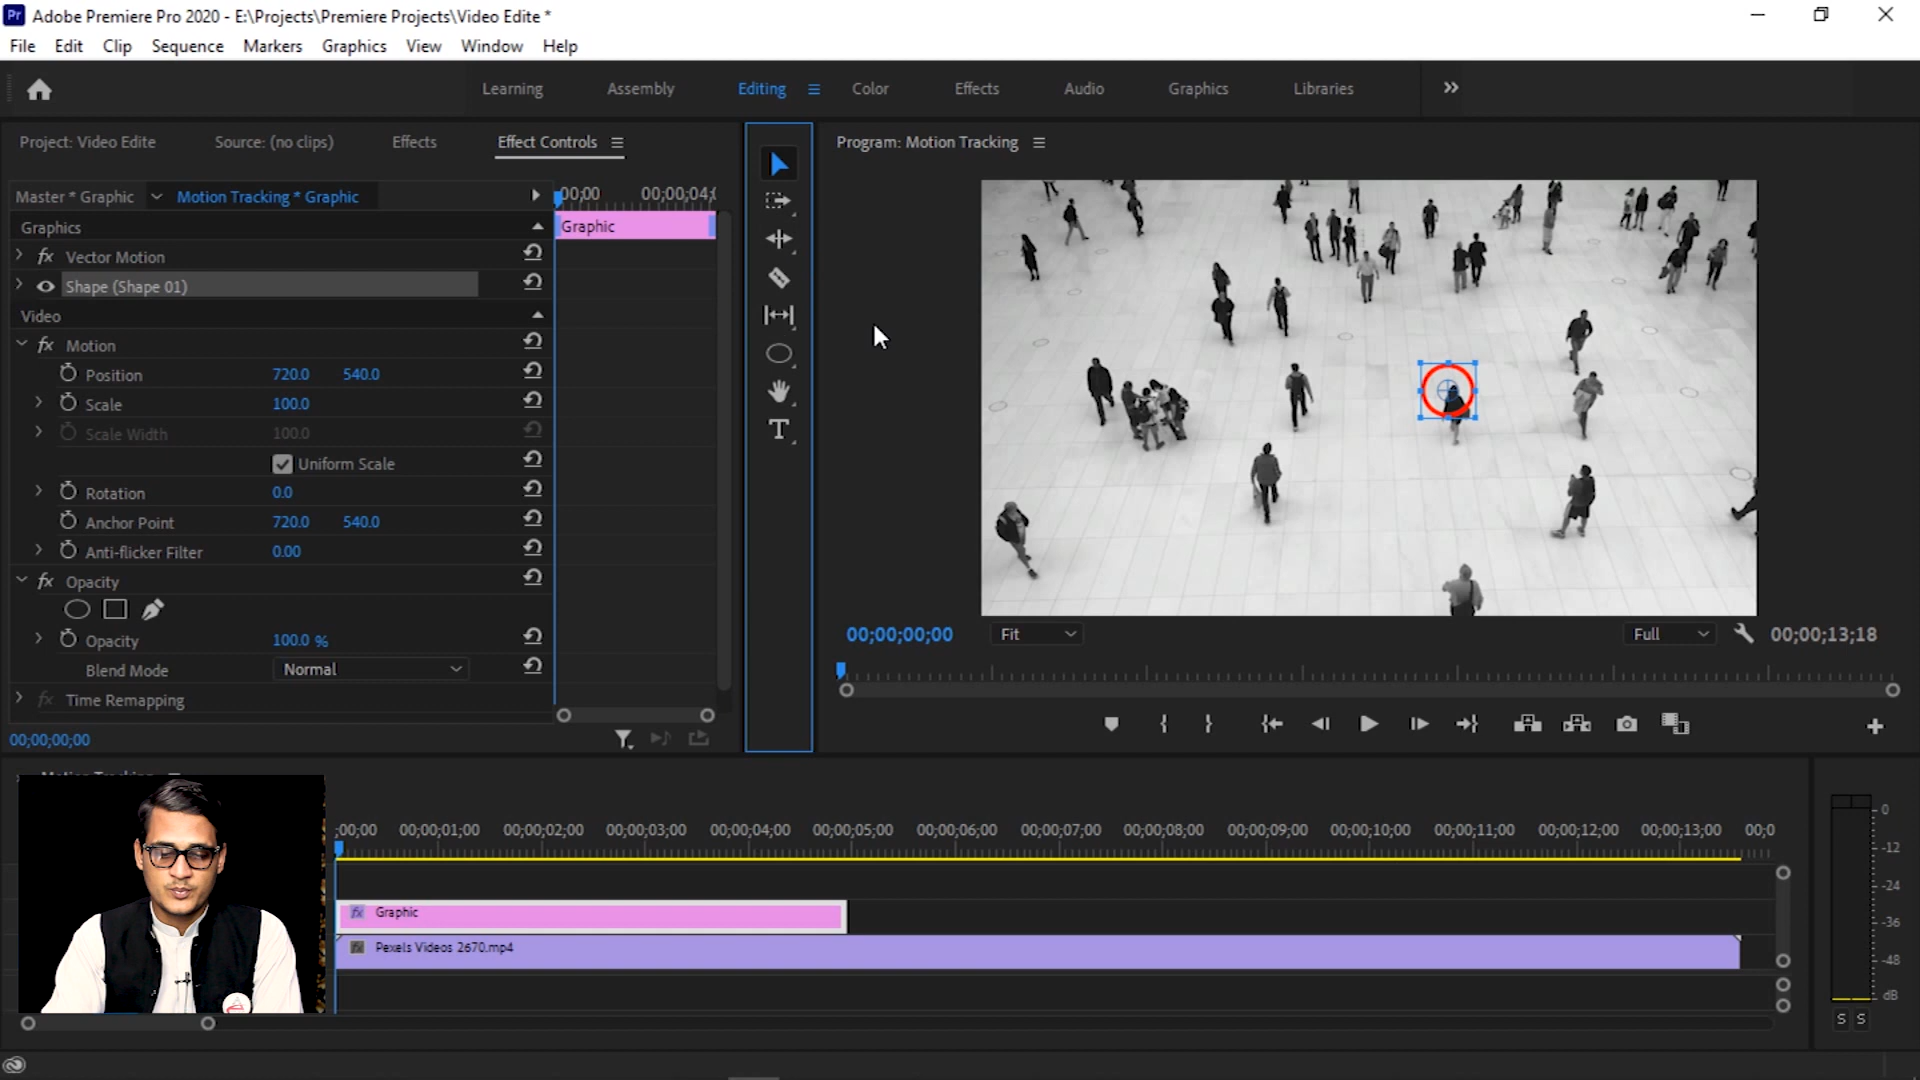 Pr Adobe Premiere Pro 2020 - E:\Projects\Premiere Projects\Video Edite *
File Edit Clip Sequence Markers Graphics View Window Help
Learning Assembly Editing Color Effects Audio Graphics Libraries
Project: Video Edite Source: (no clips) Effects Effect Controls
Program: Motion Tracking
Master * Graphic Motion Tracking * Graphic
00;00 00;00;04;0
Graphics
Graphic
fx Vector Motion
Shape (Shape 01)
Video
fx Motion
Position 720.0 540.0
Scale 100.0
Scale Width 100.0
Uniform Scale
Rotation 0.0
Anchor Point 720.0 540.0
Anti-flicker Filter 0.00
fx Opacity
Opacity 100.0 %
Blend Mode Normal
fx Time Remapping
00;00;00;00
T
00;00;00;00 Fit Full 00;00;13;18
;00;00 00;00;01;00 00;00;02;00 00;00;03;00 00;00;04;00 00;00;05;00 00;00;06;00 00;00;07;00 00;00;08;00 00;00;09;00 00;00;10;00 00;00;11;00 00;00;12;00 00;00;13;00 00;0
fx Graphic
fx Pexels Videos 2670.mp4
0
-12
-24
-36
-48
dB
S S